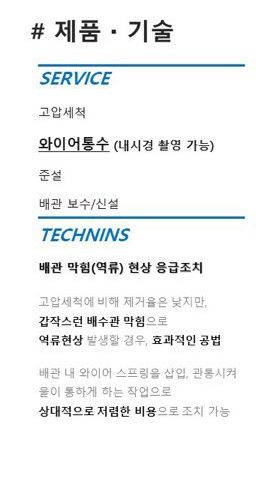 # 제품 · 기술
SERVICE
고압세척
와이어통수 (내시경 촬영 가능)
준설
배관 보수/신설
TECHNINS
배관 막힘(역류) 현상 응급조치
고압세척에 비해 제거율은 낮지만,
갑작스런 배수관 막힘으로
역류현상 발생할 경우, 효과적인 공법
배관 내 와이어 스프링을 삽입, 관통시켜
물이 통하게 하는 작업으로
상대적으로 저렴한 비용으로 조치 가능